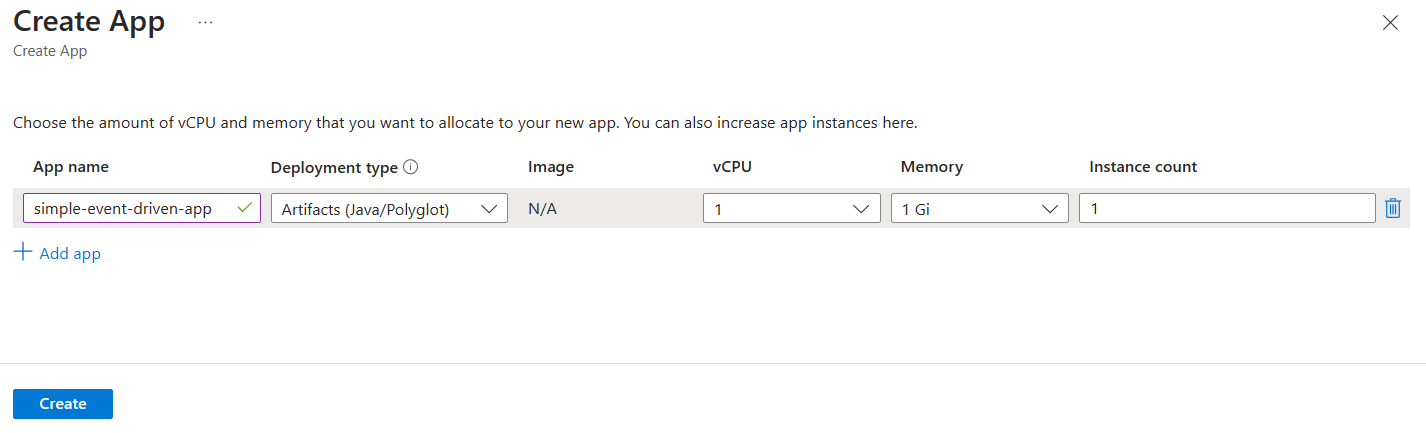 Create App ...
Create App
Choose the amount of vCPU and memory that you want to allocate to your new app. You can also increase app instances here.
App name Deployment type Image vCPU Memory Instance count
simple-event-driven-app Artifacts (Java/Polyglot) N/A 1 1 Gi 1
Add app
Create